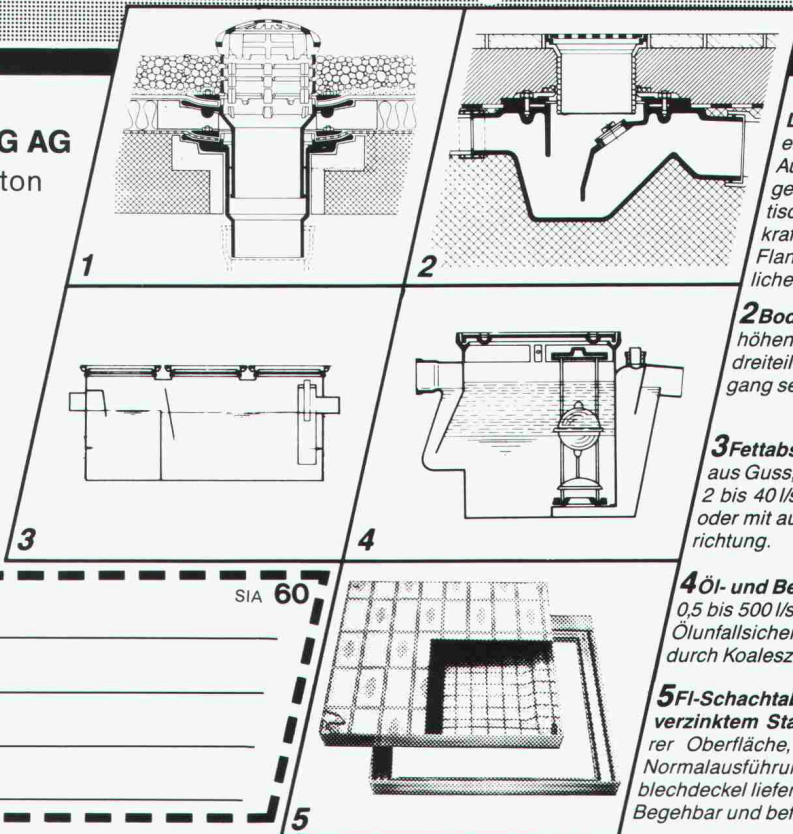 G AG
ton
1
2
3
4
5
SIA 60
2 Bod
höhen
dreiteil
gang se
3 Fettabs
aus Guss,
2 bis 40 l/s
oder mit au
richtung.
4 Öl- und Be
0,5 bis 500 l/s
Ölunfallsicher
durch Koalesz
5 FI-Schachtab
verzinktem Sta
rer Oberfläche,
Normalausführun
blechdeckel liefer
Begehbar und bef